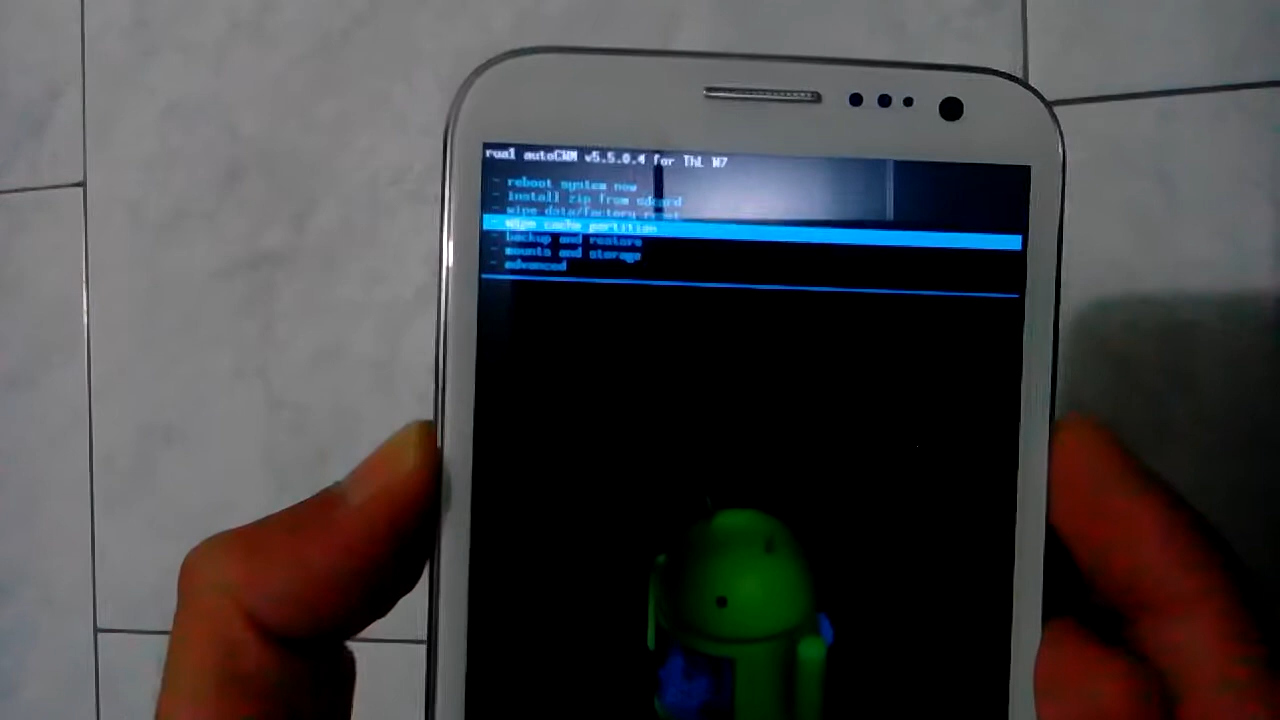 rua1 autoCWM v5.5.0.4 for ThL W7
- reboot system now
- install zip from sdcard
- wipe data/factory reset
- wipe cache partition
- backup and restore
- mounts and storage
- advanced